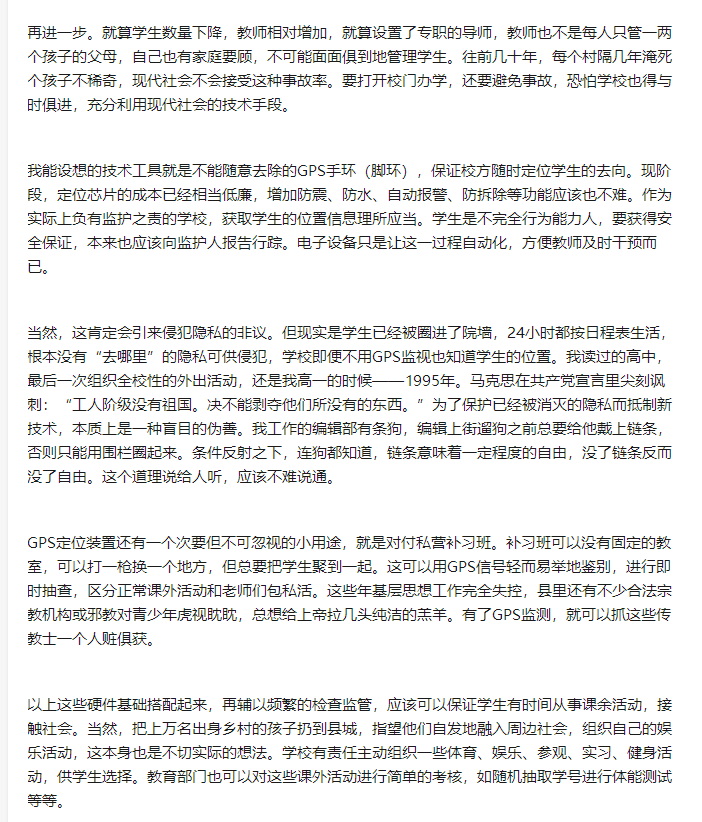 再进一步。就算学生数量下降，教师相对增加，就算设置了专职的导师，教师也不是每人只管一两
个孩子的父母，自己也有家庭要顾，不可能面面俱到地管理学生。往前几十年，每个村隔几年淹死
个孩子不稀奇，现代社会不会接受这种事故率。要打开校门办学，还要避免事故，恐怕学校也得与
时俱进，充分利用现代社会的技术手段。
我能设想的技术工具就是不能随意去除的GPS手环（脚环），保证校方随时定位学生的去向。现阶
段，定位芯片的成本已经相当低廉，增加防震、防水、自动报警、防拆除等功能应该也不难。作为
实际上负有监护之责的学校，获取学生的位置信息理所应当。学生是不完全行为能力人，要获得安
全保证，本来也应该向监护人报告行踪。电子设备只是让这一过程自动化，方便教师及时干预而
已。
当然，这肯定会引来侵犯隐私的非议。但现实是学生已经被圈进了院墙，24小时都按日程表生活，
根本没有“去哪里”的隐私可供侵犯，学校即便不用GPS监视也知道学生的位置。我读过的高中，
最后一次组织全校性的外出活动，还是我高一的时候——1995年。马克思在共产党宣言里尖刻讽
刺：“工人阶级没有祖国。决不能剥夺他们所没有的东西。”为了保护已经被消灭的隐私而抵制新
技术，本质上是一种盲目的伪善。我工作的编辑部有条狗，编辑上街遛狗之前总要给他戴上链条，
否则只能用围栏圈起来。条件反射之下，连狗都知道，链条意味着一定程度的自由，没了链条反而
没了自由。这个道理说给人听，应该不难说通。
GPS定位装置还有一个次要但不可忽视的小用途，就是对付私营补习班。补习班可以没有固定的教
室，可以打一枪换一个地方，但总要把学生聚到一起。这可以用GPS信号轻而易举地鉴别，进行即
时抽查，区分正常课外活动和老师们包私活。这些年基层思想工作完全失控，县里还有不少合法宗
教机构或邪教对青少年虎视眈眈，总想给上帝拉几头纯洁的羔羊。有了GPS监测，就可以抓这些传
教士一个人赃俱获。
以上这些硬件基础搭配起来，再辅以频繁的检查监管，应该可以保证学生有时间从事课余活动，接
触社会。当然，把上万名出身乡村的孩子扔到县城，指望他们自发地融入周边社会，组织自己的娱
乐活动，这本身也是不切实际的想法。学校有责任主动组织一些体育、娱乐、参观、实习、健身活
动，供学生选择。教育部门也可以对这些课外活动进行简单的考核，如随机抽取学号进行体能测试
等等。